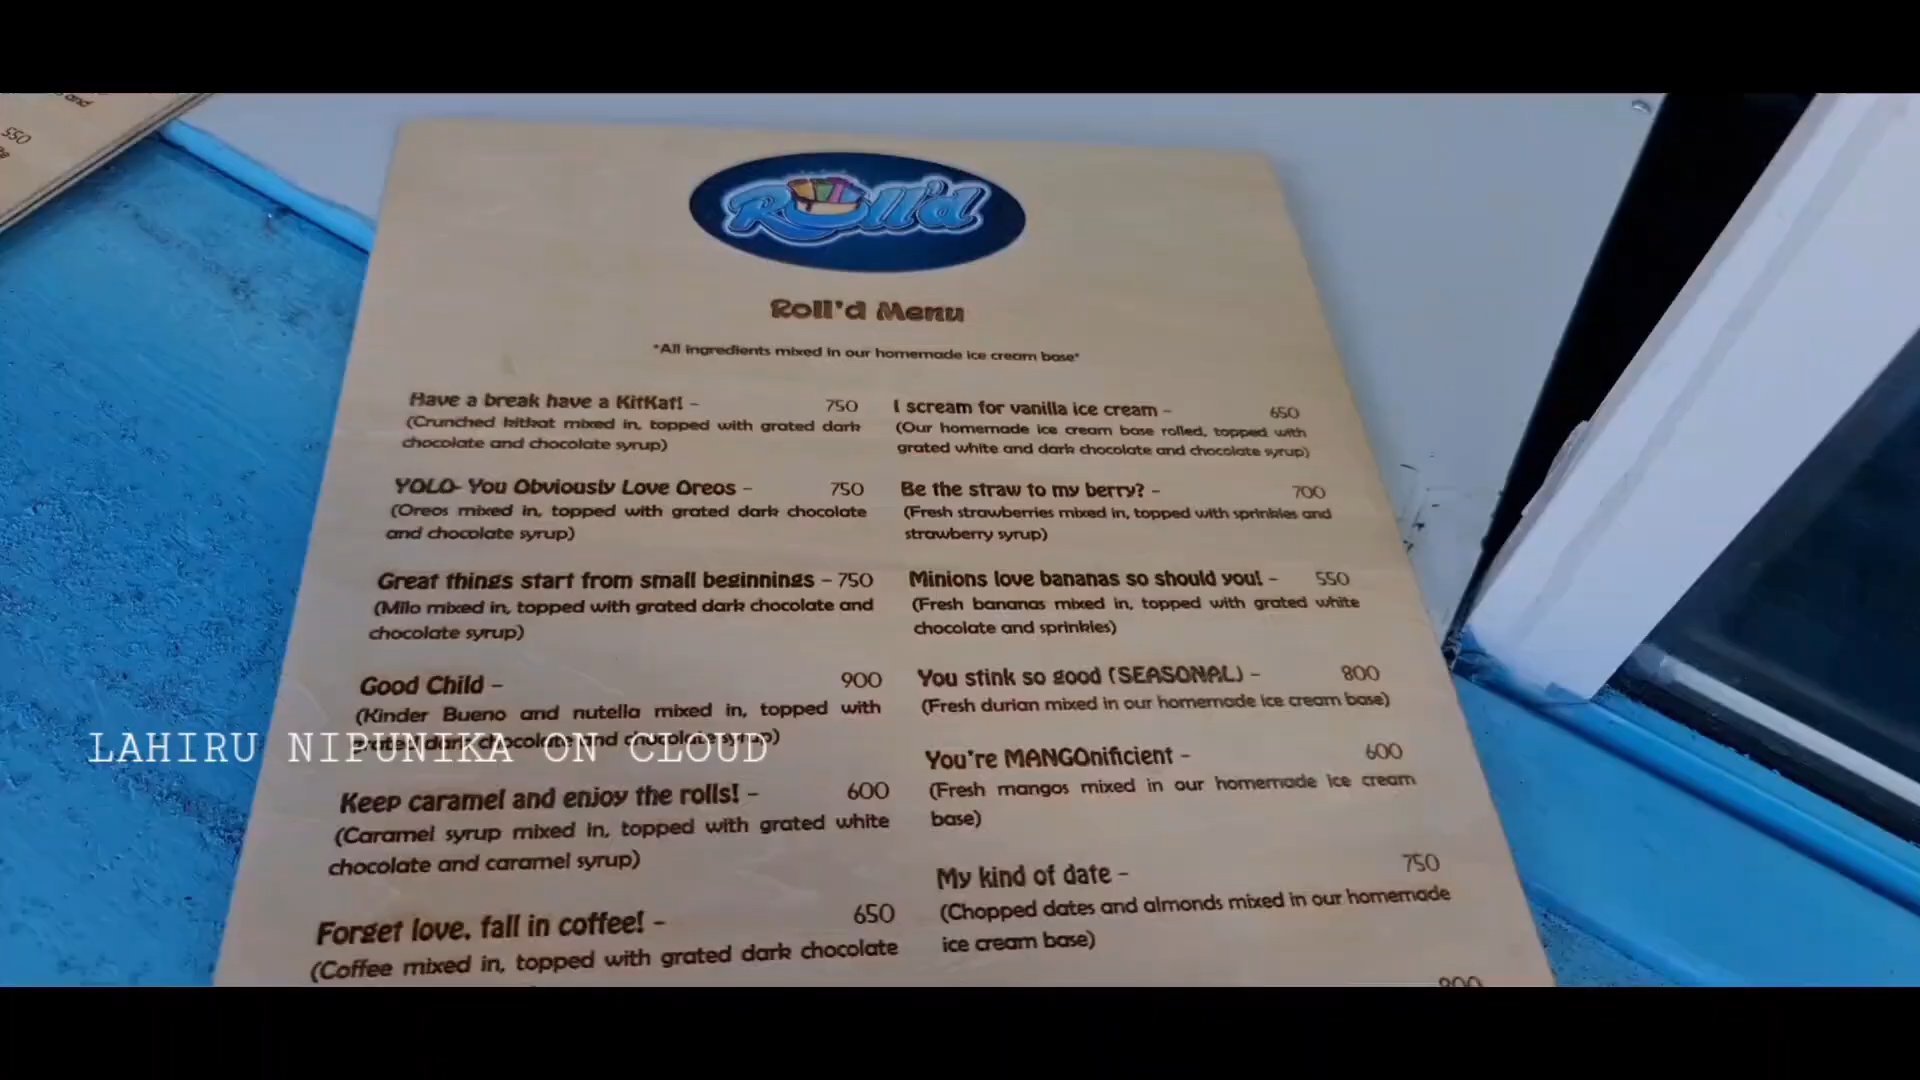 and
550
Roll'd
Roll'd Menu
*All ingredients mixed in our homemade ice cream base*
Have a break have a KitKat! - 750
(Crunched kitkat mixed in, topped with grated dark
chocolate and chocolate syrup)
YOLO- You Obviously Love Oreos - 750
(Oreos mixed in, topped with grated dark chocolate
and chocolate syrup)
Great things start from small beginnings - 750
(Milo mixed in, topped with grated dark chocolate and
chocolate syrup)
Good Child - 900
(Kinder Bueno and nutella mixed in, topped with
grated dark chocolate and chocolate syrup)
Keep caramel and enjoy the rolls! - 600
(Caramel syrup mixed in, topped with grated white
chocolate and caramel syrup)
Forget love, fall in coffee! - 650
(Coffee mixed in, topped with grated dark chocolate
I scream for vanilla ice cream - 650
(Our homemade ice cream base rolled, topped with
grated white and dark chocolate and chocolate syrup)
Be the straw to my berry? - 700
(Fresh strawberries mixed in, topped with sprinkles and
strawberry syrup)
Minions love bananas so should you! - 550
(Fresh bananas mixed in, topped with grated white
chocolate and sprinkles)
You stink so good (SEASONAL) - 800
(Fresh durian mixed in our homemade ice cream base)
You're MANGOnificient - 600
(Fresh mangos mixed in our homemade ice cream
base)
My kind of date - 750
(Chopped dates and almonds mixed in our homemade
ice cream base)
LAHIRU NIPUNIKA ON CLOUD